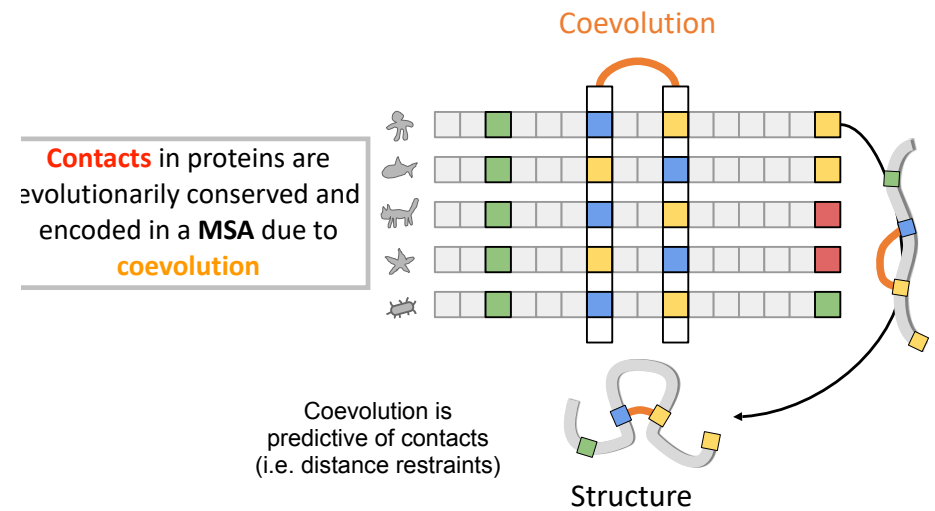 Coevolution
Contacts in proteins are
evolutionarily conserved and
encoded in a MSA due to
coevolution
Coevolution is
predictive of contacts
(i.e. distance restraints)
Structure